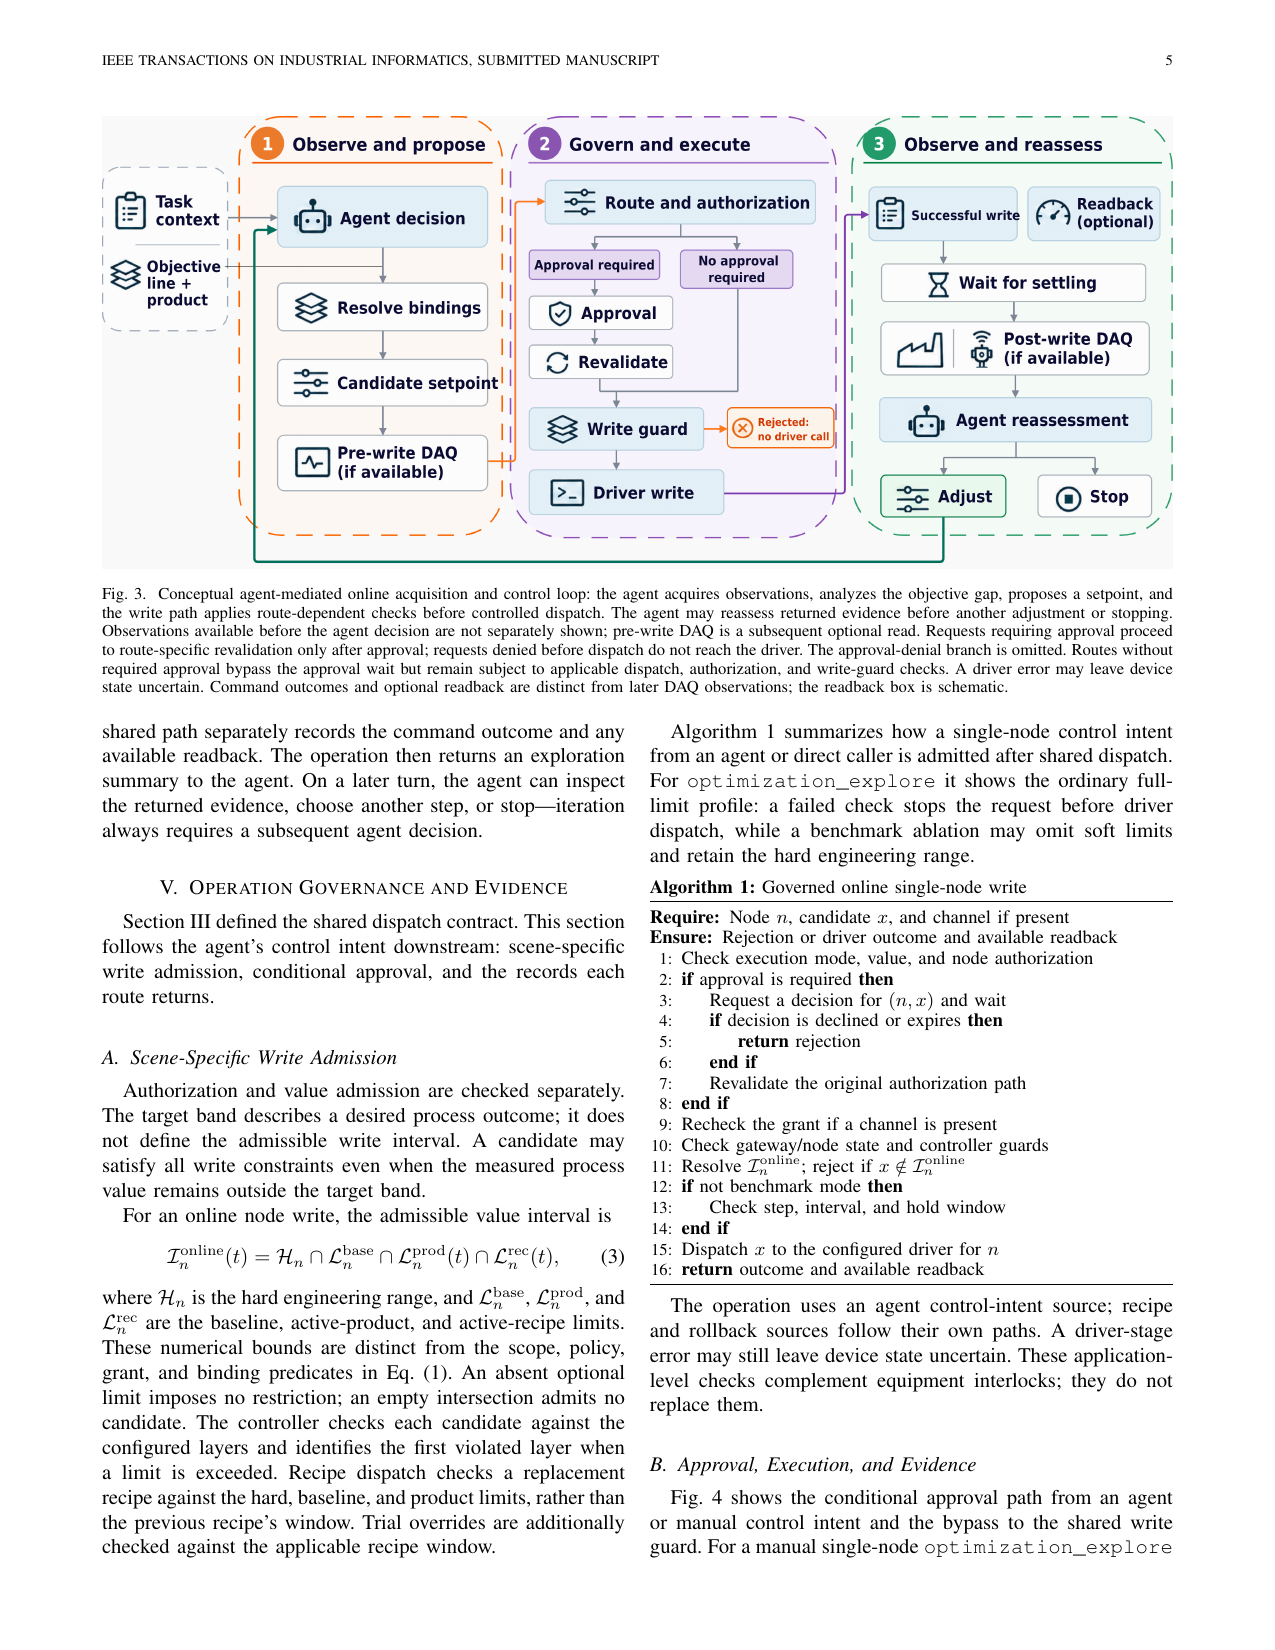 IEEE TRANSACTIONS ON INDUSTRIAL INFORMATICS, SUBMITTED MANUSCRIPT 5
Task
context
Objective
line +
product
1 Observe and propose
Agent decision
Resolve bindings
Candidate setpoint
Pre-write DAQ
(if available)
2 Govern and execute
Route and authorization
Approval required
No approval
required
Approval
Revalidate
Write guard
Rejected:
no driver call
Driver write
3 Observe and reassess
Successful write
Readback
(optional)
Wait for settling
Post-write DAQ
(if available)
Agent reassessment
Adjust
Stop
Fig. 3. Conceptual agent-mediated online acquisition and control loop: the agent acquires observations, analyzes the objective gap, proposes a setpoint, and
the write path applies route-dependent checks before controlled dispatch. The agent may reassess returned evidence before another adjustment or stopping.
Observations available before the agent decision are not separately shown; pre-write DAQ is a subsequent optional read. Requests requiring approval proceed
to route-specific revalidation only after approval; requests denied before dispatch do not reach the driver. The approval-denial branch is omitted. Routes without
required approval bypass the approval wait but remain subject to applicable dispatch, authorization, and write-guard checks. A driver error may leave device
state uncertain. Command outcomes and optional readback are distinct from later DAQ observations; the readback box is schematic.
shared path separately records the command outcome and any
available readback. The operation then returns an exploration
summary to the agent. On a later turn, the agent can inspect
the returned evidence, choose another step, or stop—iteration
always requires a subsequent agent decision.
V. OPERATION GOVERNANCE AND EVIDENCE
Section III defined the shared dispatch contract. This section
follows the agent's control intent downstream: scene-specific
write admission, conditional approval, and the records each
route returns.
A. Scene-Specific Write Admission
Authorization and value admission are checked separately.
The target band describes a desired process outcome; it does
not define the admissible write interval. A candidate may
satisfy all write constraints even when the measured process
value remains outside the target band.
For an online node write, the admissible value interval is
ℐₙ^online(t) = ℋₙ ∩ ℒₙ^base ∩ ℒₙ^prod(t) ∩ ℒₙ^rec(t), (3)
where ℋₙ is the hard engineering range, and ℒₙ^base, ℒₙ^prod, and
ℒₙ^rec are the baseline, active-product, and active-recipe limits.
These numerical bounds are distinct from the scope, policy,
grant, and binding predicates in Eq. (1). An absent optional
limit imposes no restriction; an empty intersection admits no
candidate. The controller checks each candidate against the
configured layers and identifies the first violated layer when
a limit is exceeded. Recipe dispatch checks a replacement
recipe against the hard, baseline, and product limits, rather than
the previous recipe's window. Trial overrides are additionally
checked against the applicable recipe window.
Algorithm 1 summarizes how a single-node control intent
from an agent or direct caller is admitted after shared dispatch.
For optimization_explore it shows the ordinary full-
limit profile: a failed check stops the request before driver
dispatch, while a benchmark ablation may omit soft limits
and retain the hard engineering range.
Algorithm 1: Governed online single-node write
Require: Node n, candidate x, and channel if present
Ensure: Rejection or driver outcome and available readback
1: Check execution mode, value, and node authorization
2: if approval is required then
3: Request a decision for (n, x) and wait
4: if decision is declined or expires then
5: return rejection
6: end if
7: Revalidate the original authorization path
8: end if
9: Recheck the grant if a channel is present
10: Check gateway/node state and controller guards
11: Resolve ℐₙ^online; reject if x ∉ ℐₙ^online
12: if not benchmark mode then
13: Check step, interval, and hold window
14: end if
15: Dispatch x to the configured driver for n
16: return outcome and available readback
The operation uses an agent control-intent source; recipe
and rollback sources follow their own paths. A driver-stage
error may still leave device state uncertain. These application-
level checks complement equipment interlocks; they do not
replace them.
B. Approval, Execution, and Evidence
Fig. 4 shows the conditional approval path from an agent
or manual control intent and the bypass to the shared write
guard. For a manual single-node optimization_explore